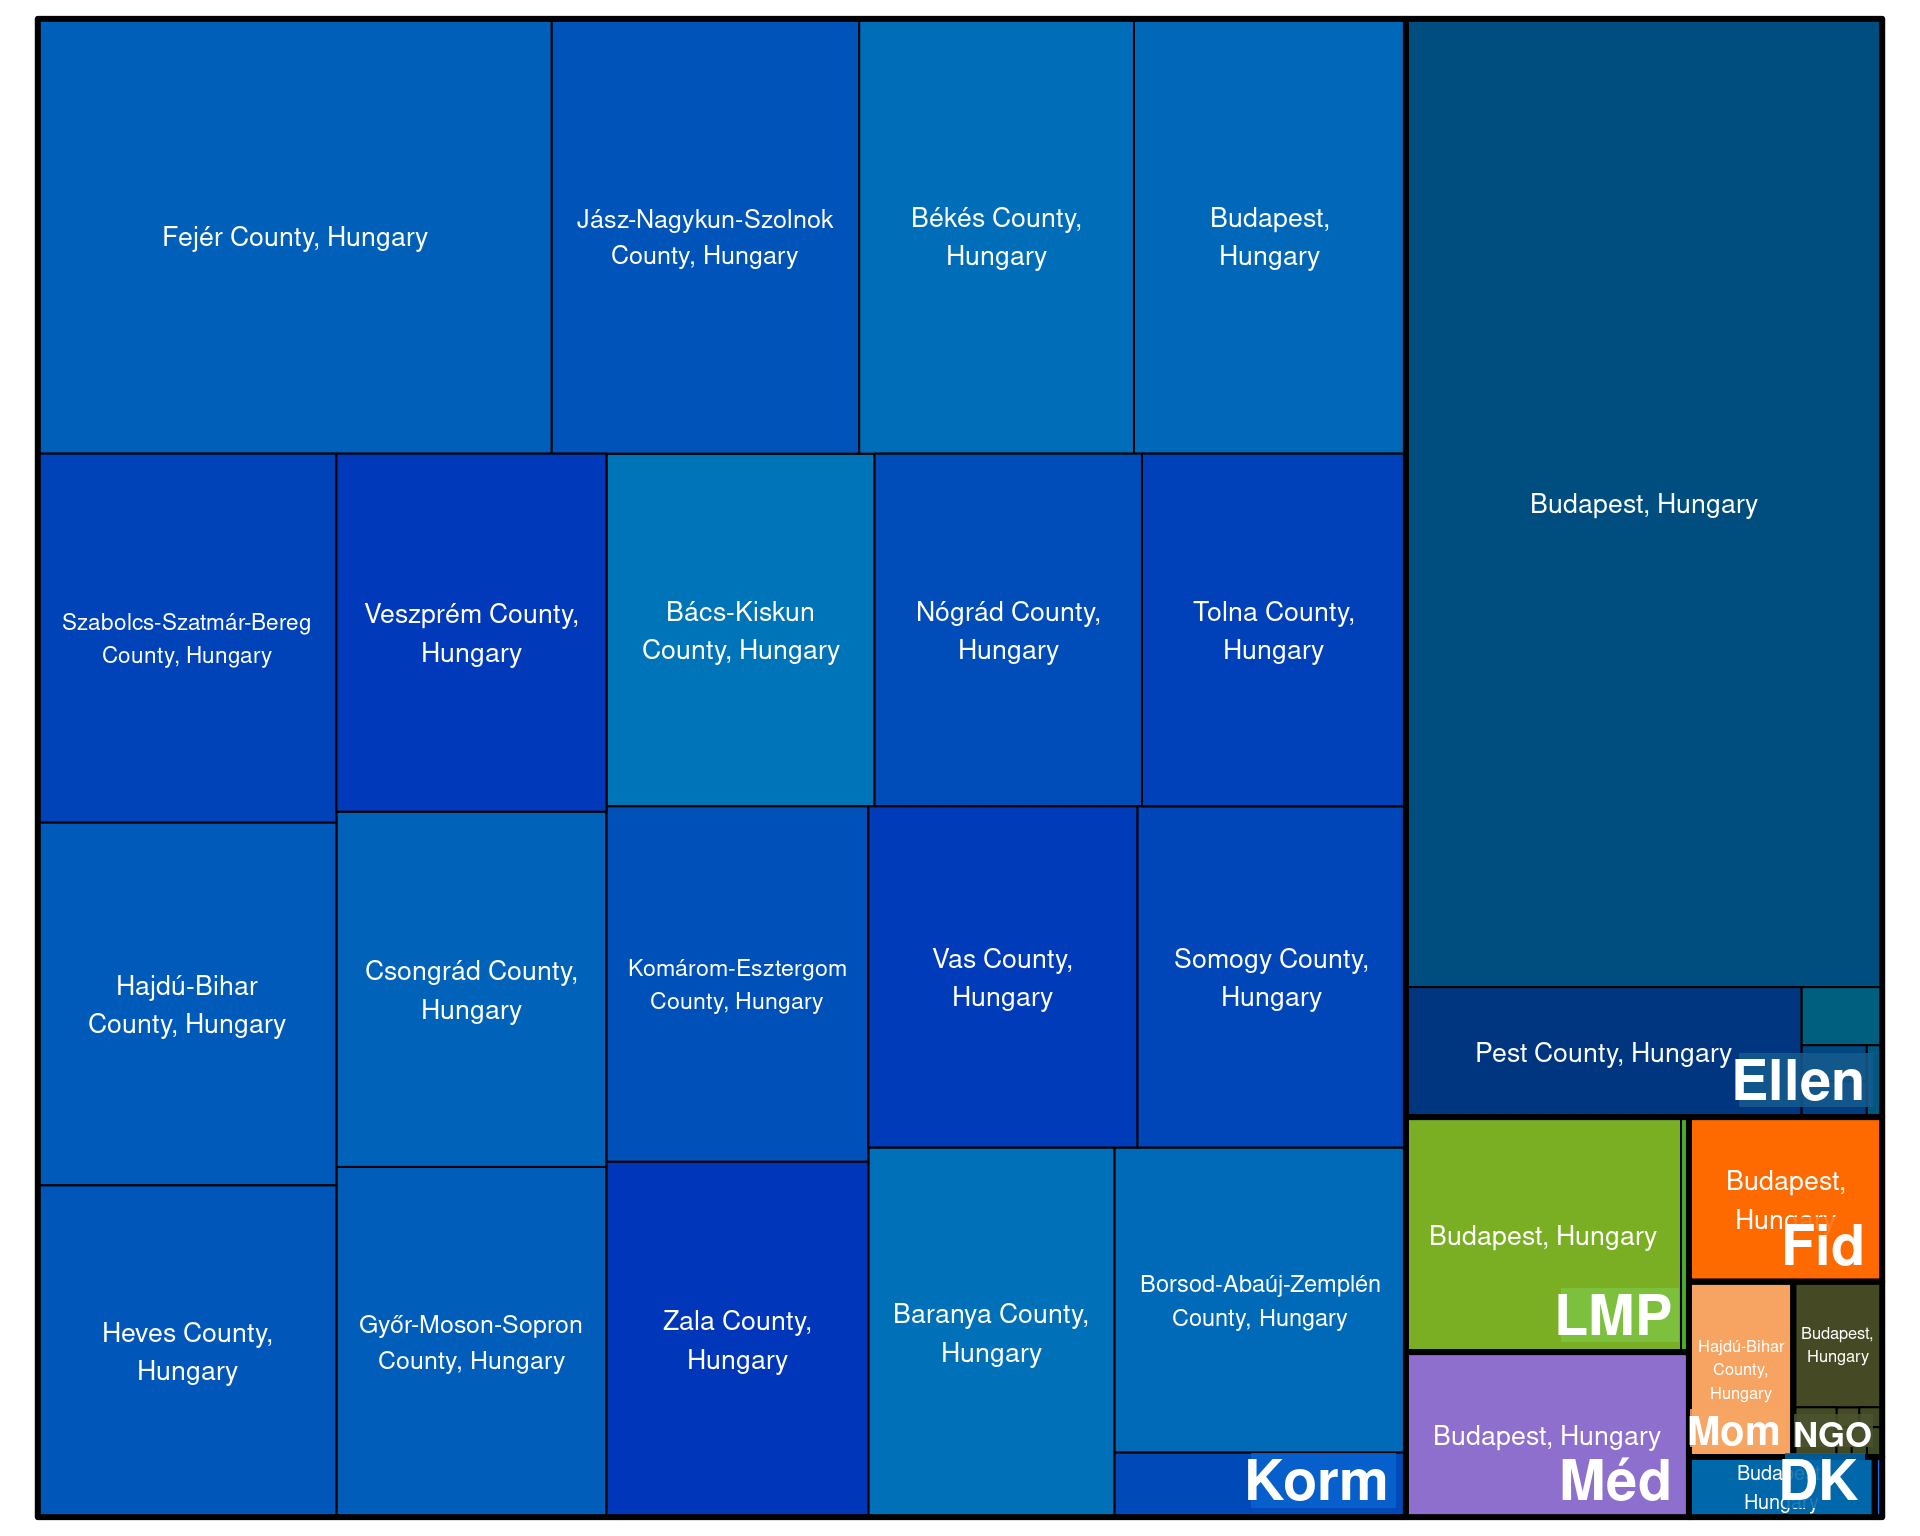 Fejér County, Hungary
Jász-Nagykun-Szolnok
County, Hungary
Békés County,
Hungary
Budapest,
Hungary
Budapest, Hungary
Szabolcs-Szatmár-Bereg
County, Hungary
Veszprém County,
Hungary
Bács-Kiskun
County, Hungary
Nógrád County,
Hungary
Tolna County,
Hungary
Hajdú-Bihar
County, Hungary
Csongrád County,
Hungary
Komárom-Esztergom
County, Hungary
Vas County,
Hungary
Somogy County,
Hungary
Pest County, Hungary
Ellen
Heves County,
Hungary
Győr-Moson-Sopron
County, Hungary
Zala County,
Hungary
Baranya County,
Hungary
Borsod-Abaúj-Zemplén
County, Hungary
Korm
Budapest, Hungary
LMP
Budapest,
Hungary
Fid
Budapest, Hungary
Méd
Hajdú-Bihar
County,
Hungary
Mom
Budapest,
Hungary
NGO
Budapest,
Hungary
DK